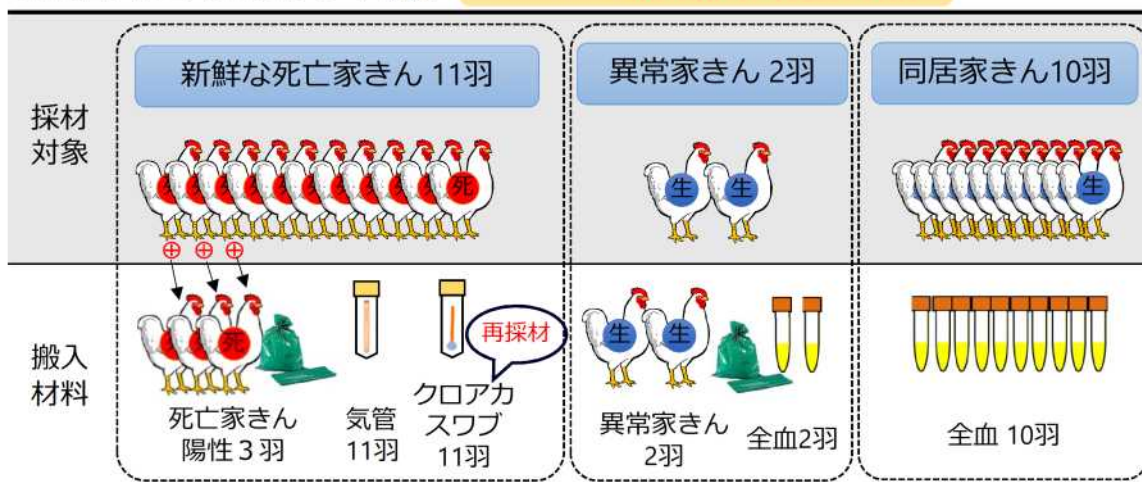 新鮮な死亡家きん 11羽
異常家きん 2羽
同居家きん10羽
採材
対象
死
生
生
生
搬入
材料
死
死亡家きん
陽性３羽
気管
11羽
再採材
クロアカ
スワブ
11羽
生
生
異常家きん
2羽
全血2羽
全血 10羽